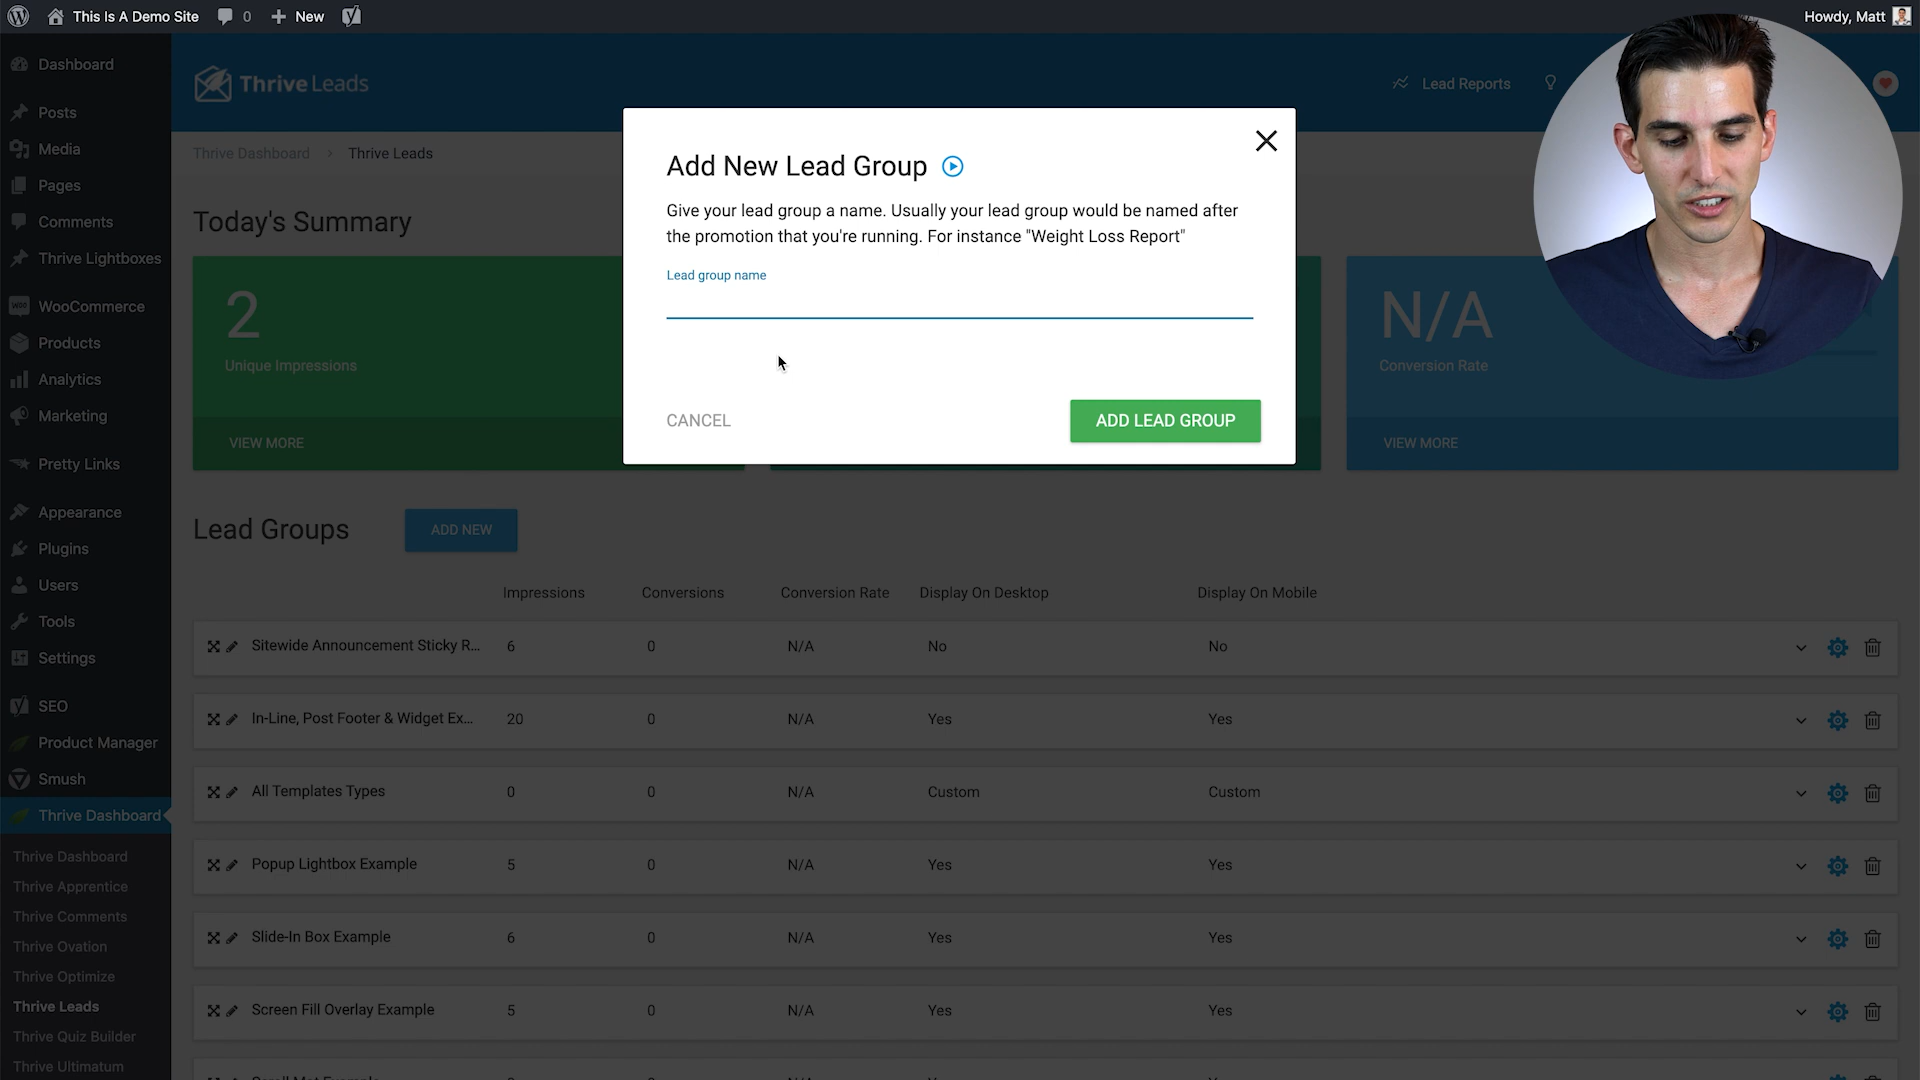 This Is A Demo Site
0
New
Howdy, Matt
Dashboard
Posts
Media
Pages
Comments
Thrive Lightboxes
WooCommerce
Products
Analytics
Marketing
Pretty Links
Appearance
Plugins
Users
Tools
Settings
SEO
Product Manager
Smush
Thrive Dashboard
Thrive Dashboard
Thrive Apprentice
Thrive Comments
Thrive Ovation
Thrive Optimize
Thrive Leads
Thrive Quiz Builder
Thrive Ultimatum
Thrive Leads
Lead Reports
Thrive Dashboard > Thrive Leads
Today's Summary
2
Unique Impressions
VIEW MORE
N/A
Conversion Rate
VIEW MORE
Add New Lead Group
Give your lead group a name. Usually your lead group would be named after
the promotion that you're running. For instance "Weight Loss Report"
Lead group name
CANCEL
ADD LEAD GROUP
Lead Groups
ADD NEW
Impressions Conversions Conversion Rate Display On Desktop Display On Mobile
Sitewide Announcement Sticky R... 6 0 N/A No No
In-Line, Post Footer & Widget Ex... 20 0 N/A Yes Yes
All Templates Types 0 0 N/A Custom Custom
Popup Lightbox Example 5 0 N/A Yes Yes
Slide-In Box Example 6 0 N/A Yes Yes
Screen Fill Overlay Example 5 0 N/A Yes Yes